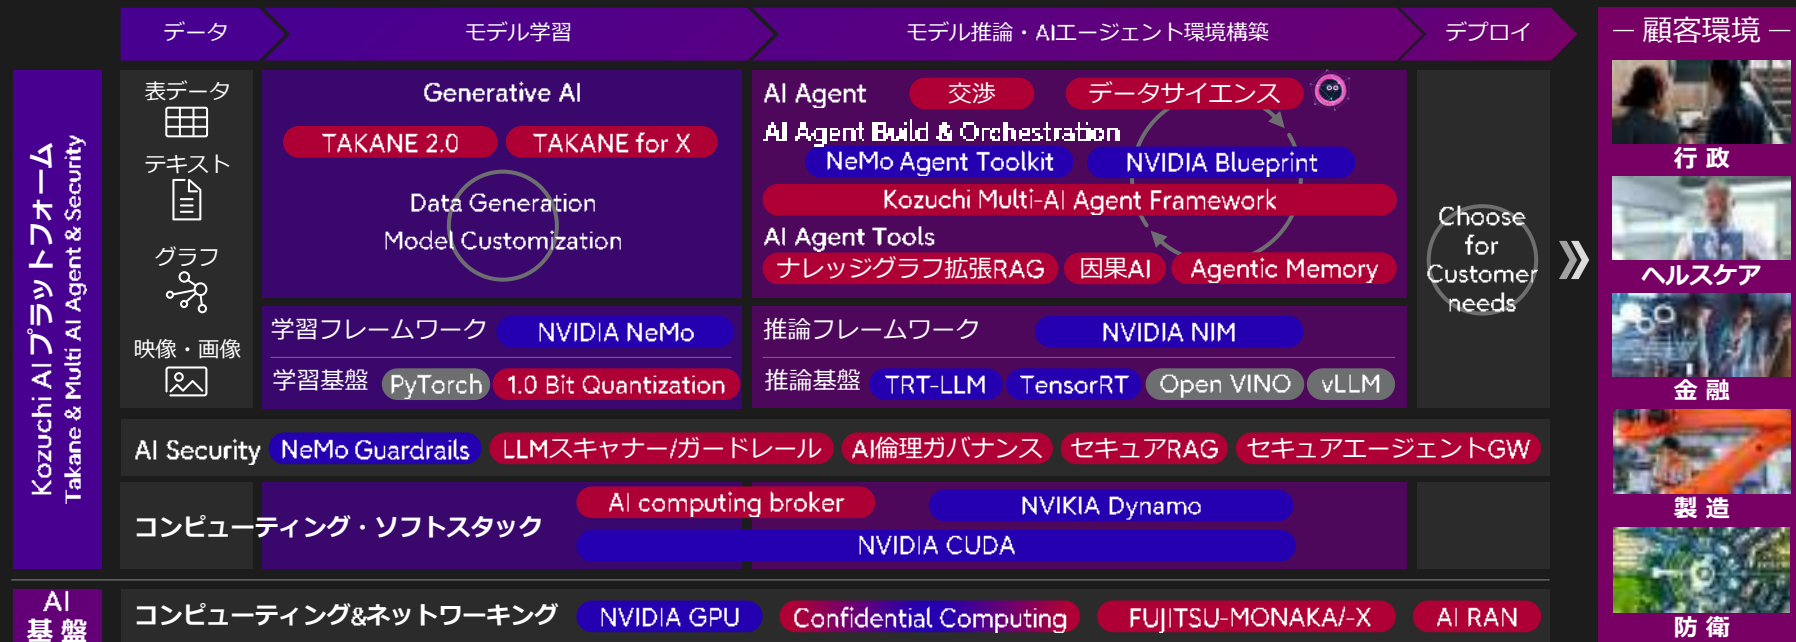 データ
モデル学習
モデル推論・AIエージェント環境構築
デプロイ
― 顧客環境 ―
Kozuchi AI プラットフォーム
Takane & Multi AI Agent & Security
表データ
テキスト
グラフ
映像・画像
Generative AI
TAKANE 2.0
TAKANE for X
Data Generation
Model Customization
AI Agent
交渉
データサイエンス
AI Agent Build & Orchestration
NeMo Agent Toolkit
NVIDIA Blueprint
Kozuchi Multi-AI Agent Framework
AI Agent Tools
ナレッジグラフ拡張RAG
因果AI
Agentic Memory
Choose
for
Customer
needs
学習フレームワーク
NVIDIA NeMo
学習基盤
PyTorch
1.0 Bit Quantization
推論フレームワーク
NVIDIA NIM
推論基盤
TRT-LLM
TensorRT
Open VINO
vLLM
AI Security
NeMo Guardrails
LLMスキャナー/ガードレール
AI倫理ガバナンス
セキュアRAG
セキュアエージェントGW
コンピューティング・ソフトスタック
AI computing broker
NVIKIA Dynamo
NVIDIA CUDA
AI
基盤
コンピューティング&ネットワーキング
NVIDIA GPU
Confidential Computing
FUJITSU-MONAKA/-X
AI RAN
行政
ヘルスケア
金融
製造
防衛